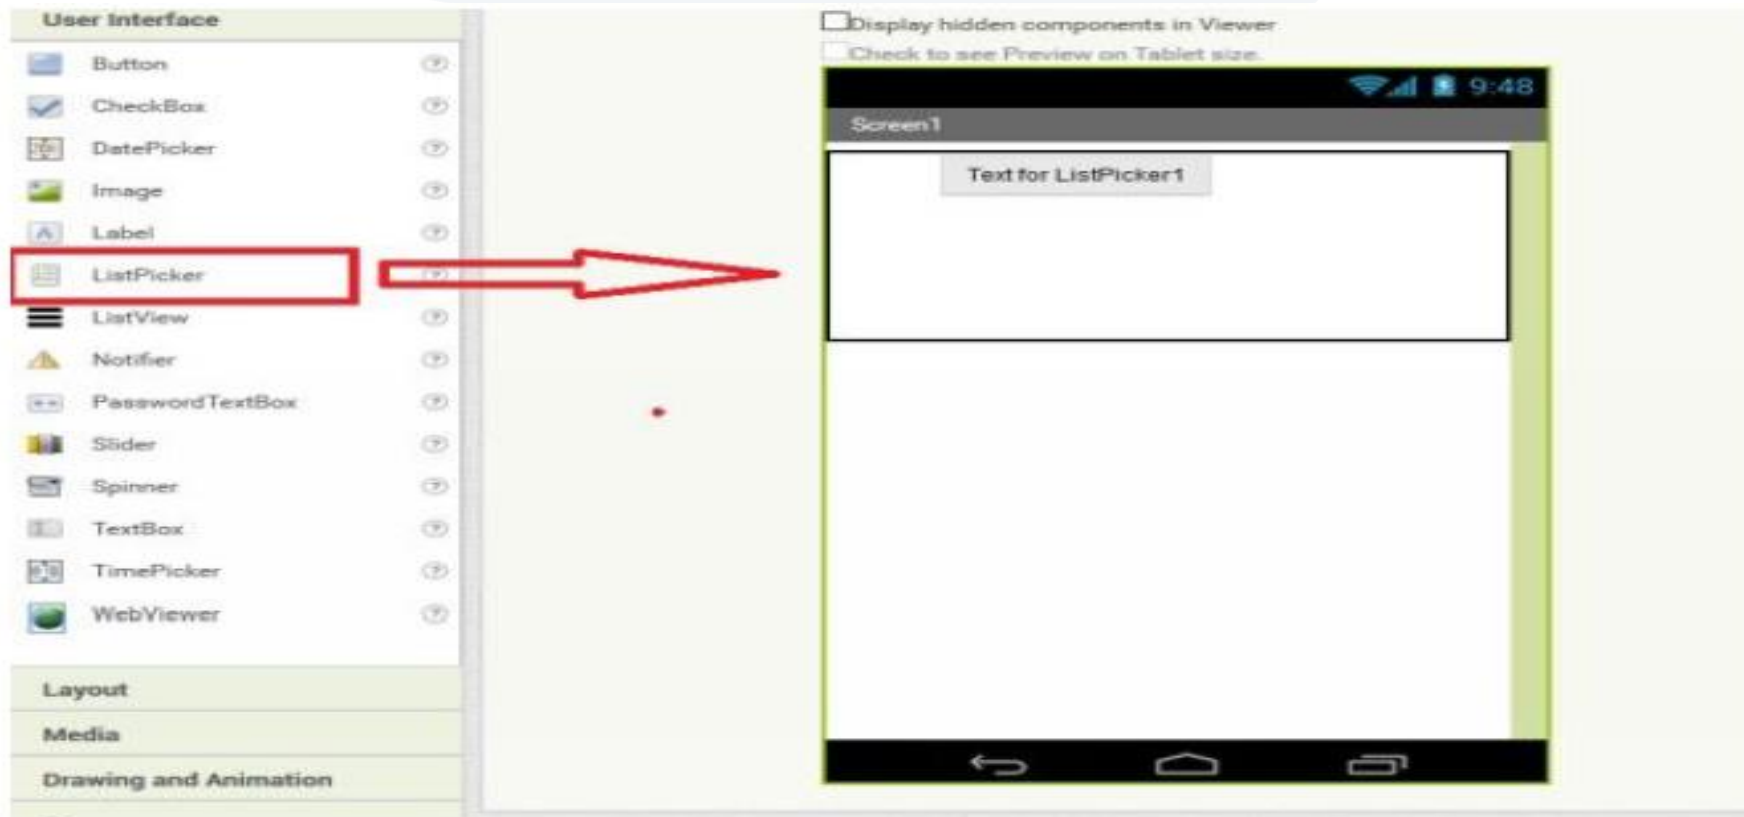 User Interface
Button
CheckBox
DatePicker
Image
Label
ListPicker
ListView
Notifier
PasswordTextBox
Slider
Spinner
TextBox
TimePicker
WebViewer
Layout
Media
Drawing and Animation
Display hidden components in Viewer
Check to see Preview on Tablet size.
9:48
Screen1
Text for ListPicker1